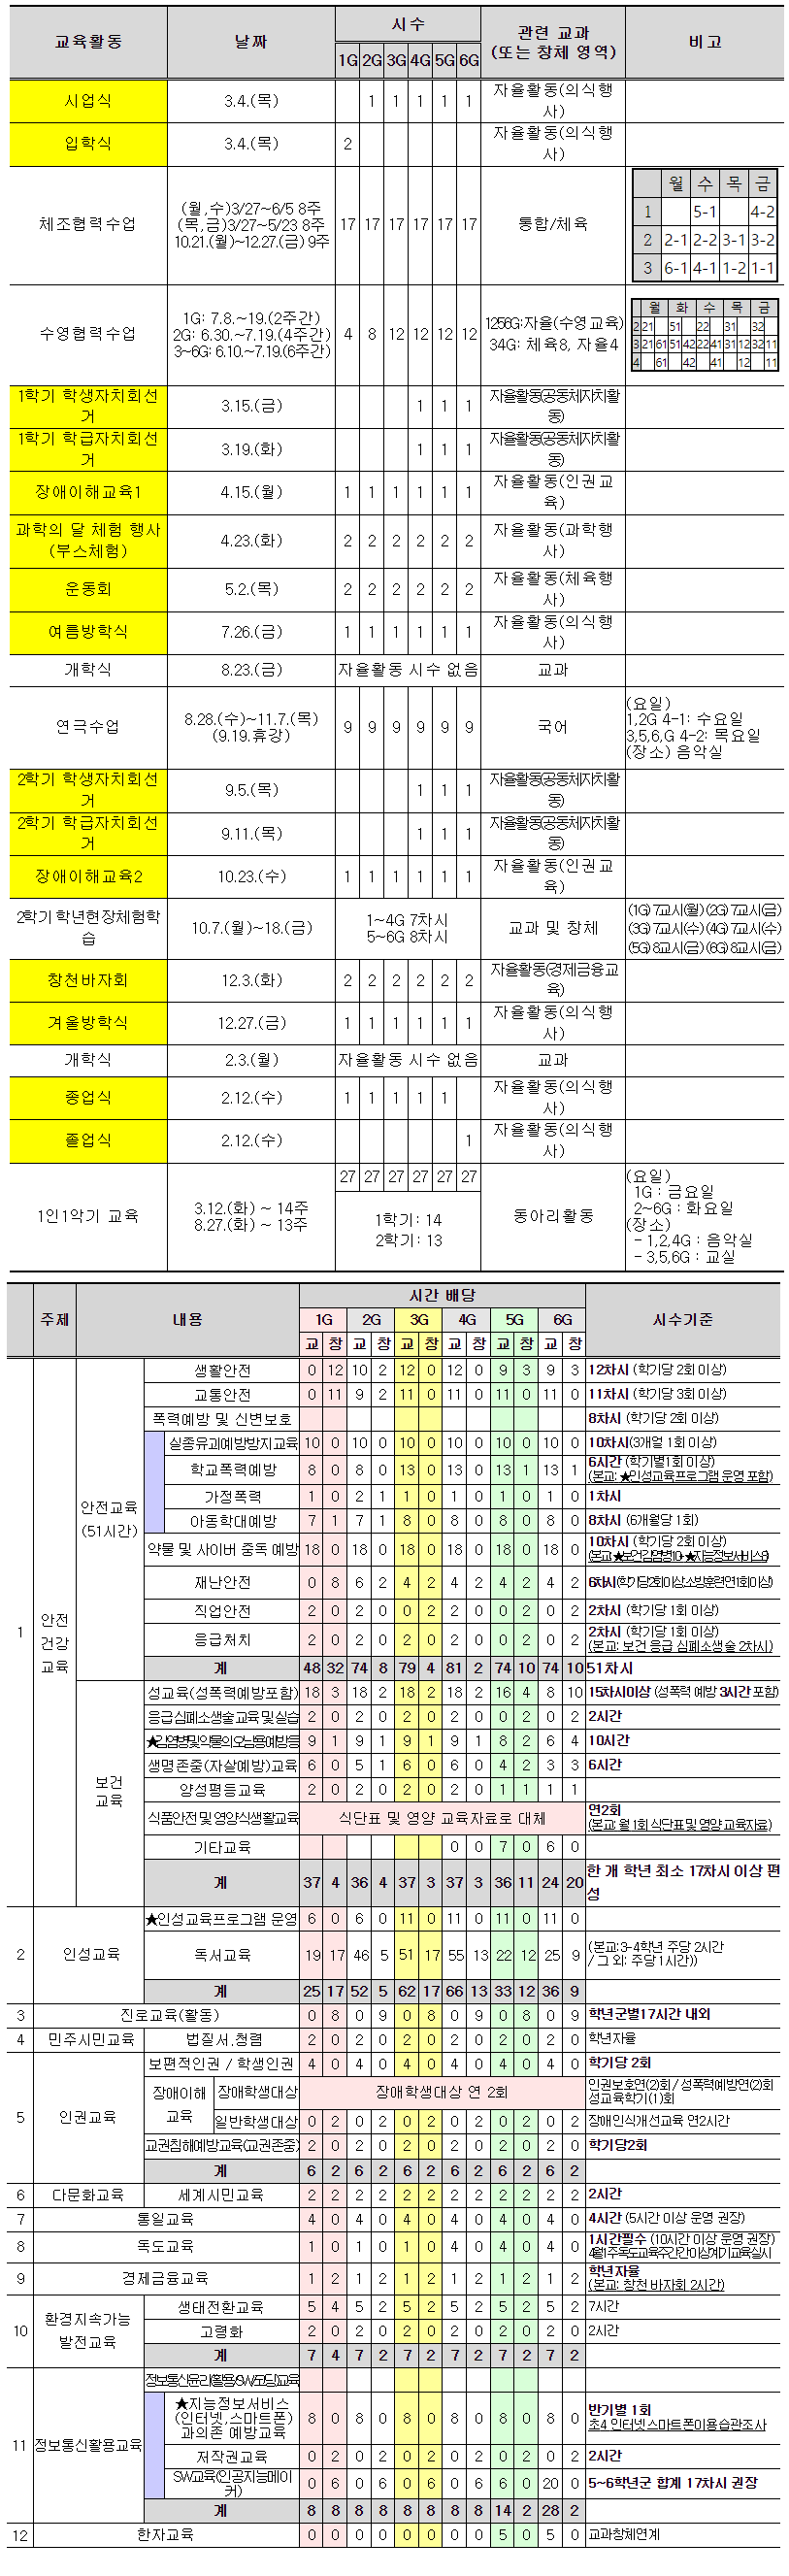 교육활동 날짜 시수 관련 교과 (또는 창체 영역) 비고
1G 2G 3G 4G 5G 6G
시업식 3.4.(목) 1 1 1 1 1 자율활동(의식행사)
입학식 3.4.(목) 2 자율활동(의식행사)
체조협력수업 (월,수)3/27~6/5 8주 (목,금)3/27~5/23 8주 10.21.(월)~12.27.(금) 9주 17 17 17 17 17 17 통합/체육
월 수 목 금
1 5-1 4-2
2 2-1 2-2 3-1 3-2
3 6-1 4-1 1-2 1-1
수영협력수업 1G: 7.8.~19.(2주간) 2G: 6.30.~7.19.(4주간) 3~6G: 6.10.~7.19.(6주간) 4 8 12 12 12 12 1256G:자율(수영교육) 34G: 체육8, 자율4
월 화 수 목 금
2 21 51 22 31 32
3 21 61 51 42 22 41 31 12 32 11
4 61 42 41 12 11
1학기 학생자치회선거 3.15.(금) 1 1 1 자율활동(공동체자치활동)
1학기 학급자치회선거 3.19.(화) 1 1 1 자율활동(공동체자치활동)
장애이해교육1 4.15.(월) 1 1 1 1 1 1 자율활동(인권교육)
과학의 달 체험 행사 (부스체험) 4.23.(화) 2 2 2 2 2 2 자율활동(과학행사)
운동회 5.2.(목) 2 2 2 2 2 2 자율활동(체육행사)
여름방학식 7.26.(금) 1 1 1 1 1 1 자율활동(의식행사)
개학식 8.23.(금) 자율활동 시수 없음 교과
연극수업 8.28.(수)~11.7.(목) (9.19.휴강) 9 9 9 9 9 9 국어 (요일) 1,2G 4-1: 수요일 3,5,6,G 4-2: 목요일 (장소) 음악실
2학기 학생자치회선거 9.5.(목) 1 1 1 자율활동(공동체자치활동)
2학기 학급자치회선거 9.11.(목) 1 1 1 자율활동(공동체자치활동)
장애이해교육2 10.23.(수) 1 1 1 1 1 1 자율활동(인권교육)
2학기 학년현장체험학습 10.7.(월)~18.(금) 1~4G 7차시 5~6G 8차시 교과 및 창체 (1G) 7교시(월) (2G) 7교시(금) (3G) 7교시(수) (4G) 7교시(수) (5G) 8교시(금) (6G) 8교시(금)
창천바자회 12.3.(화) 2 2 2 2 2 2 자율활동(경제금융교육)
겨울방학식 12.27.(금) 1 1 1 1 1 1 자율활동(의식행사)
개학식 2.3.(월) 자율활동 시수 없음 교과
종업식 2.12.(수) 1 1 1 1 1 자율활동(의식행사)
졸업식 2.12.(수) 1 자율활동(의식행사)
1인1악기 교육 3.12.(화) ~ 14주 8.27.(화) ~ 13주 27 27 27 27 27 27 1학기: 14 2학기: 13 동아리활동 (요일) 1G : 금요일 2~6G : 화요일 (장소) - 1,2,4G : 음악실 - 3,5,6G : 교실
주제 내용 시간 배당 시수기준
1G 2G 3G 4G 5G 6G
교 창 교 창 교 창 교 창 교 창 교 창
1 안전 건강 교육 안전교육 (51시간)
생활안전 0 12 10 2 12 0 12 0 9 3 9 3 12차시 (학기당 2회 이상)
교통안전 0 11 9 2 11 0 11 0 11 0 11 0 11차시 (학기당 3회 이상)
폭력예방 및 신변보호 8차시 (학기당 2회 이상)
실종유괴예방방지교육 10 0 10 0 10 0 10 0 10 0 10 0 10차시(3개월 1회 이상)
학교폭력예방 8 0 8 0 13 0 13 0 13 1 13 1 6시간 (학기별1회 이상) (본교: ★인성교육프로그램 운영 포함)
가정폭력 1 0 2 1 1 0 1 0 1 0 1 0 1차시
아동학대예방 7 1 7 1 8 0 8 0 8 0 8 0 8차시 (6개월당 1회)
약물 및 사이버 중독 예방 18 0 18 0 18 0 18 0 18 0 18 0 10차시 (학기당 2회 이상) (본교: ★보건감염병10+★지능정보서비스8)
재난안전 0 8 6 2 4 2 4 2 4 2 4 2 6차시(학기당2회이상,소방훈련연1회이상)
직업안전 2 0 2 0 0 2 2 0 0 2 0 2 2차시 (학기당 1회 이상)
응급처치 2 0 2 0 2 0 2 0 0 2 0 2 2차시 (학기당 1회 이상) (본교: 보건 응급 심폐소생술 2차시)
계 48 32 74 8 79 4 81 2 74 10 74 10 51차시
보건 교육
성교육(성폭력예방포함) 18 3 18 2 18 2 18 2 16 4 8 10 15차시이상 (성폭력 예방 3시간 포함)
응급심폐소생술교육 및 실습 2 0 2 0 2 0 2 0 2 0 2 0 2시간
★감염병및약물의오·남용예방등 9 1 9 1 9 1 9 1 8 2 6 4 10시간
생명존중(자살예방)교육 6 0 5 1 6 0 6 0 4 2 3 3 6시간
양성평등교육 2 0 2 0 2 0 2 0 1 1 1 1
식품안전 및 영양식생활교육 식단표 및 영양 교육자료로 대체 연2회 (본교: 월 1회 식단표및 영양 교육자료)
기타교육 0 0 7 0 6 0
계 37 4 36 4 37 3 37 3 36 11 24 20 한 개 학년 최소 17차시 이상 편성
2 인성교육
★인성교육프로그램 운영 6 0 6 0 11 0 11 0 11 0 11 0
독서교육 19 17 46 5 51 17 55 13 22 12 25 9 (본교:3-4학년 주당 2시간 / 그 외: 주당 1시간))
계 25 17 52 5 62 17 66 13 33 12 36 9
3 진로교육(활동) 0 8 0 9 0 8 0 9 0 8 0 9 학년군별17시간 내외
4 민주시민교육 법질서,청렴 2 0 2 0 2 0 2 0 2 0 2 0 학년자율
5 인권교육
보편적인권 / 학생인권 4 0 4 0 4 0 4 0 4 0 4 0 학기당 2회
장애이해 교육 장애학생대상 장애학생대상 연 2회 인권보호연(2)회 / 성폭력예방연(2)회 성교육학기(1)회
일반학생대상 0 2 0 2 0 2 0 2 0 2 0 2 장애인식개선교육 연2시간
교권침해예방교육(교권존중) 2 0 2 0 2 0 2 0 2 0 2 0 학기당2회
계 6 2 6 2 6 2 6 2 6 2 6 2
6 다문화교육 세계시민교육 2 2 2 2 2 2 2 2 2 2 2 2 2시간
7 통일교육 4 0 4 0 4 0 4 0 4 0 4 0 4시간 (5시간 이상 운영 권장)
8 독도교육 1 0 1 0 1 0 4 0 4 0 4 0 1시간필수 (10시간 이상 운영 권장) 4월1주독도교육주간1시간이상계기교육실시
9 경제금융교육 1 2 1 2 1 2 1 2 1 2 1 2 학년자율 (본교: 창천 바자회 2시간)
10 환경지속가능 발전교육
생태전환교육 5 4 5 2 5 2 5 2 5 2 5 2 7시간
고령화 2 0 2 0 2 0 2 0 2 0 2 0 2시간
계 7 4 7 2 7 2 7 2 7 2 7 2
11 정보통신활용교육
정보통신윤리활용/SW코딩)교육
★지능정보서비스 (인터넷,스마트폰) 과의존 예방교육 8 0 8 0 8 0 8 0 8 0 8 0 반기별 1회 초4 인터넷 스마트폰이용습관조사
저작권교육 0 2 0 2 0 2 0 2 0 2 0 2 2시간
SW교육(인공지능메이커) 0 6 0 6 0 6 0 6 6 0 20 0 5~6학년군 합계 17차시 권장
계 8 8 8 8 8 8 8 8 14 2 28 2
12 한자교육 0 0 0 0 0 0 0 0 5 0 5 0 교과창체연계